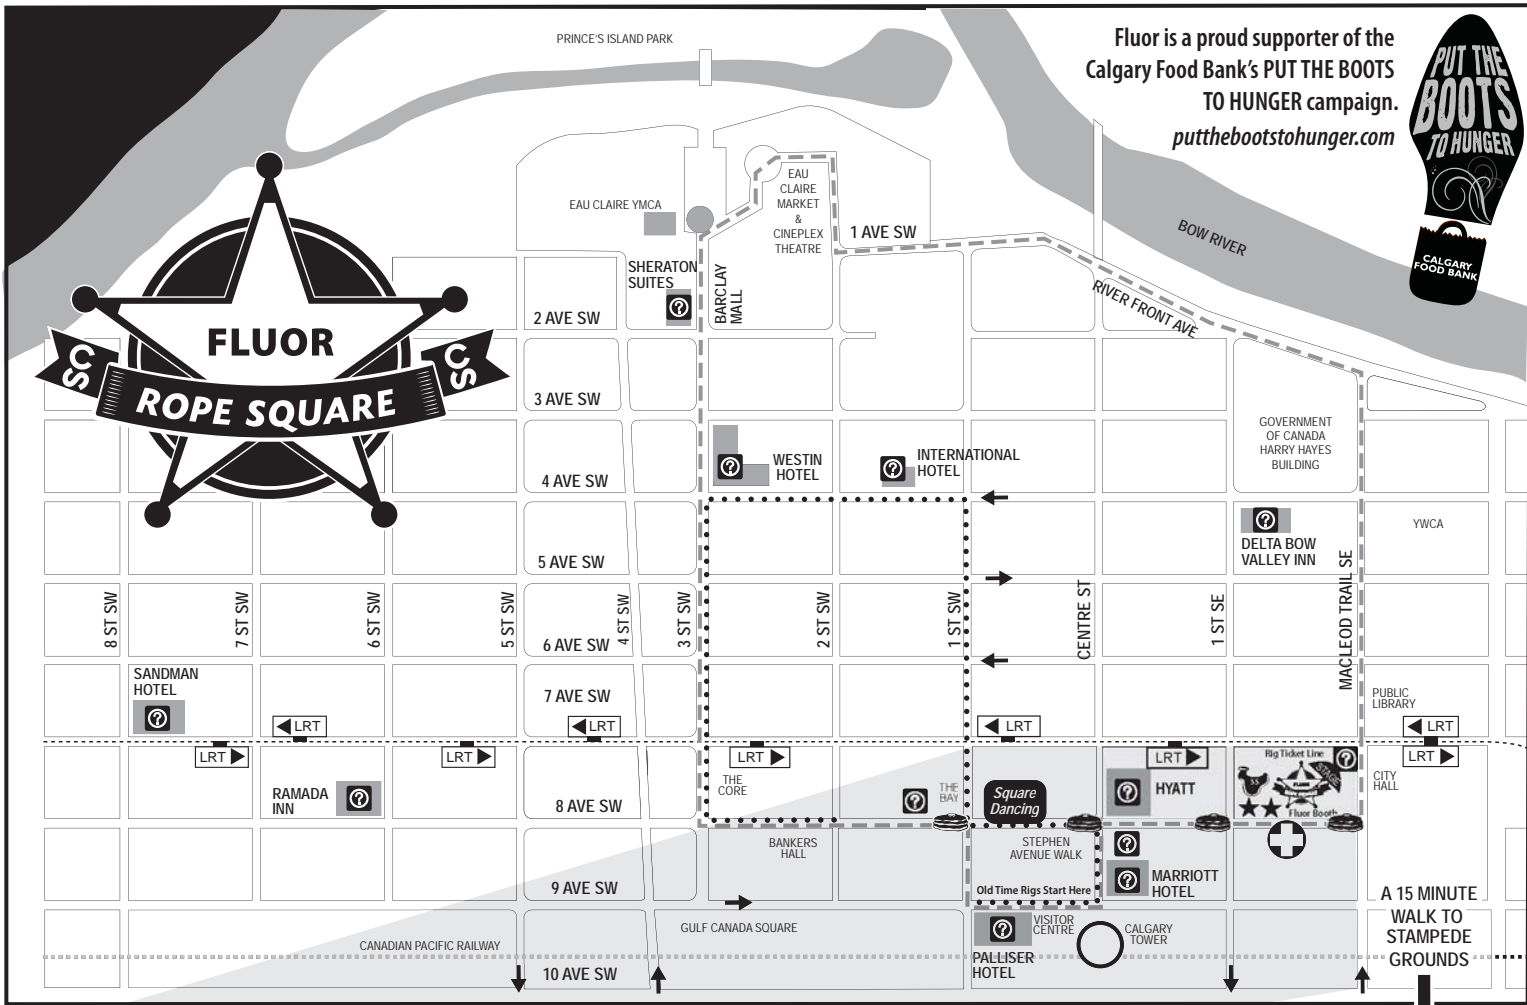 PRINCE'S ISLAND PARK
Fluor is a proud supporter of the
Calgary Food Bank's PUT THE BOOTS
TO HUNGER campaign.
putthebootstohunger.com
PUT THE
BOOTS
TO HUNGER
CALGARY
FOOD BANK
EAU CLAIRE YMCA
EAU
CLAIRE
MARKET
&
CINEPLEX
THEATRE
1 AVE SW
BOW RIVER
RIVER FRONT AVE
SHERATON
SUITES
?
BARCLAY
MALL
FLUOR
SC
ROPE SQUARE
CS
2 AVE SW
3 AVE SW
4 AVE SW
5 AVE SW
6 AVE SW
7 AVE SW
8 AVE SW
9 AVE SW
10 AVE SW
?
WESTIN
HOTEL
?
INTERNATIONAL
HOTEL
GOVERNMENT
OF CANADA
HARRY HAYES
BUILDING
?
DELTA BOW
VALLEY INN
YWCA
8 ST SW
7 ST SW
6 ST SW
5 ST SW
4 ST SW
3 ST SW
2 ST SW
1 ST SW
CENTRE ST
1 ST SE
MACLEOD TRAIL SE
SANDMAN
HOTEL
?
PUBLIC
LIBRARY
LRT
LRT
LRT
LRT
LRT
LRT
LRT
LRT
LRT
RAMADA
INN
?
THE
CORE
?
THE
BAY
Square
Dancing
?
HYATT
Rig Ticket Line
?
SS
FLUOR
STAGE
Fluor Booth
CITY
HALL
BANKERS
HALL
STEPHEN
AVENUE WALK
?
?
MARRIOTT
HOTEL
Old Time Rigs Start Here
A 15 MINUTE
WALK TO
STAMPEDE
GROUNDS
GULF CANADA SQUARE
?
VISITOR
CENTRE
CALGARY
TOWER
PALLISER
HOTEL
CANADIAN PACIFIC RAILWAY